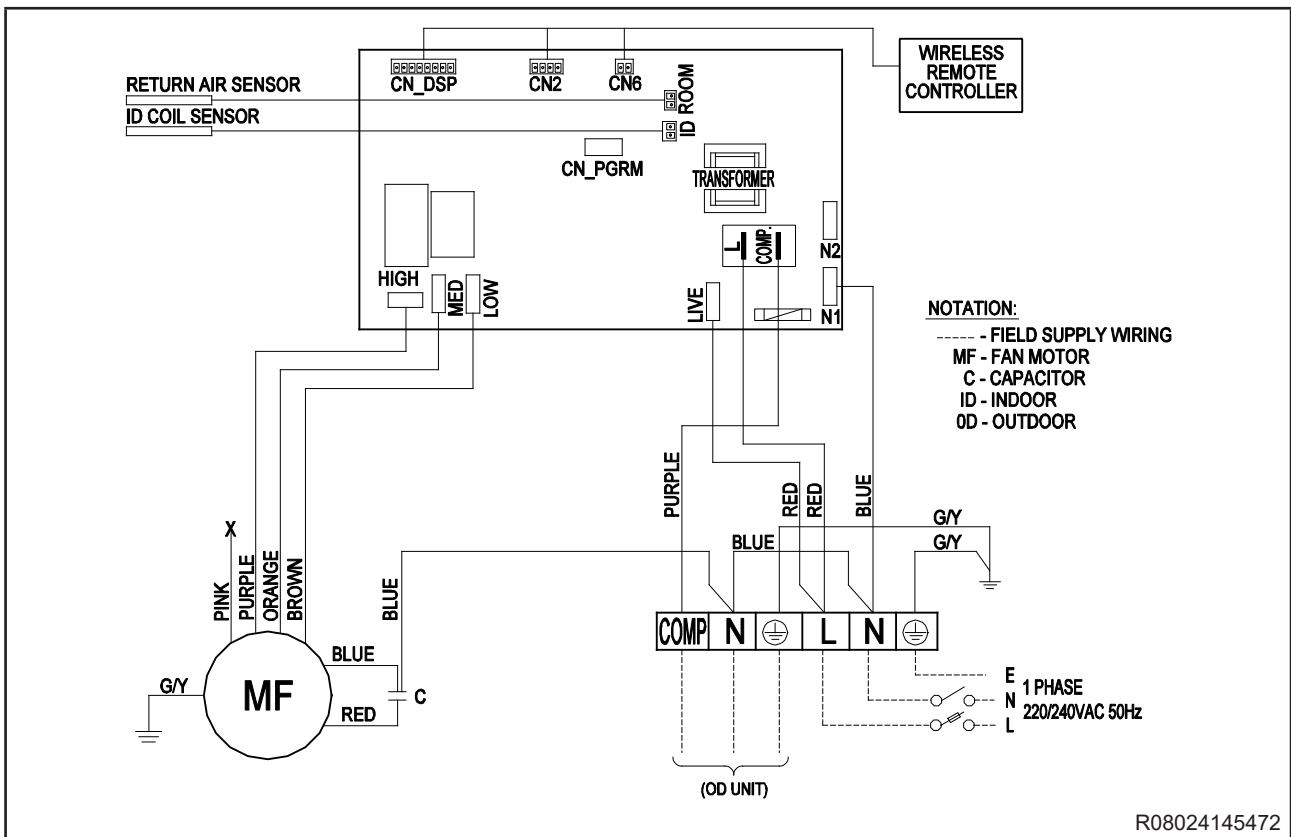 WIRELESS
REMOTE
CONTROLLER
CN_DSP
CN2
CN6
RETURN AIR SENSOR
ID COIL SENSOR
ROOM
ID
CN_PGRM
TRANSFORMER
L
COMP.
N2
HIGH
MED
LOW
LIVE
N1
NOTATION:
----- - FIELD SUPPLY WIRING
MF - FAN MOTOR
C - CAPACITOR
ID - INDOOR
0D - OUTDOOR
PURPLE
RED
RED
BLUE
G/Y
G/Y
BLUE
X
PINK
PURPLE
ORANGE
BROWN
BLUE
COMP N L N
BLUE
G/Y
MF
C
RED
E
N
L
1 PHASE
220/240VAC 50Hz
(OD UNIT)
R08024145472